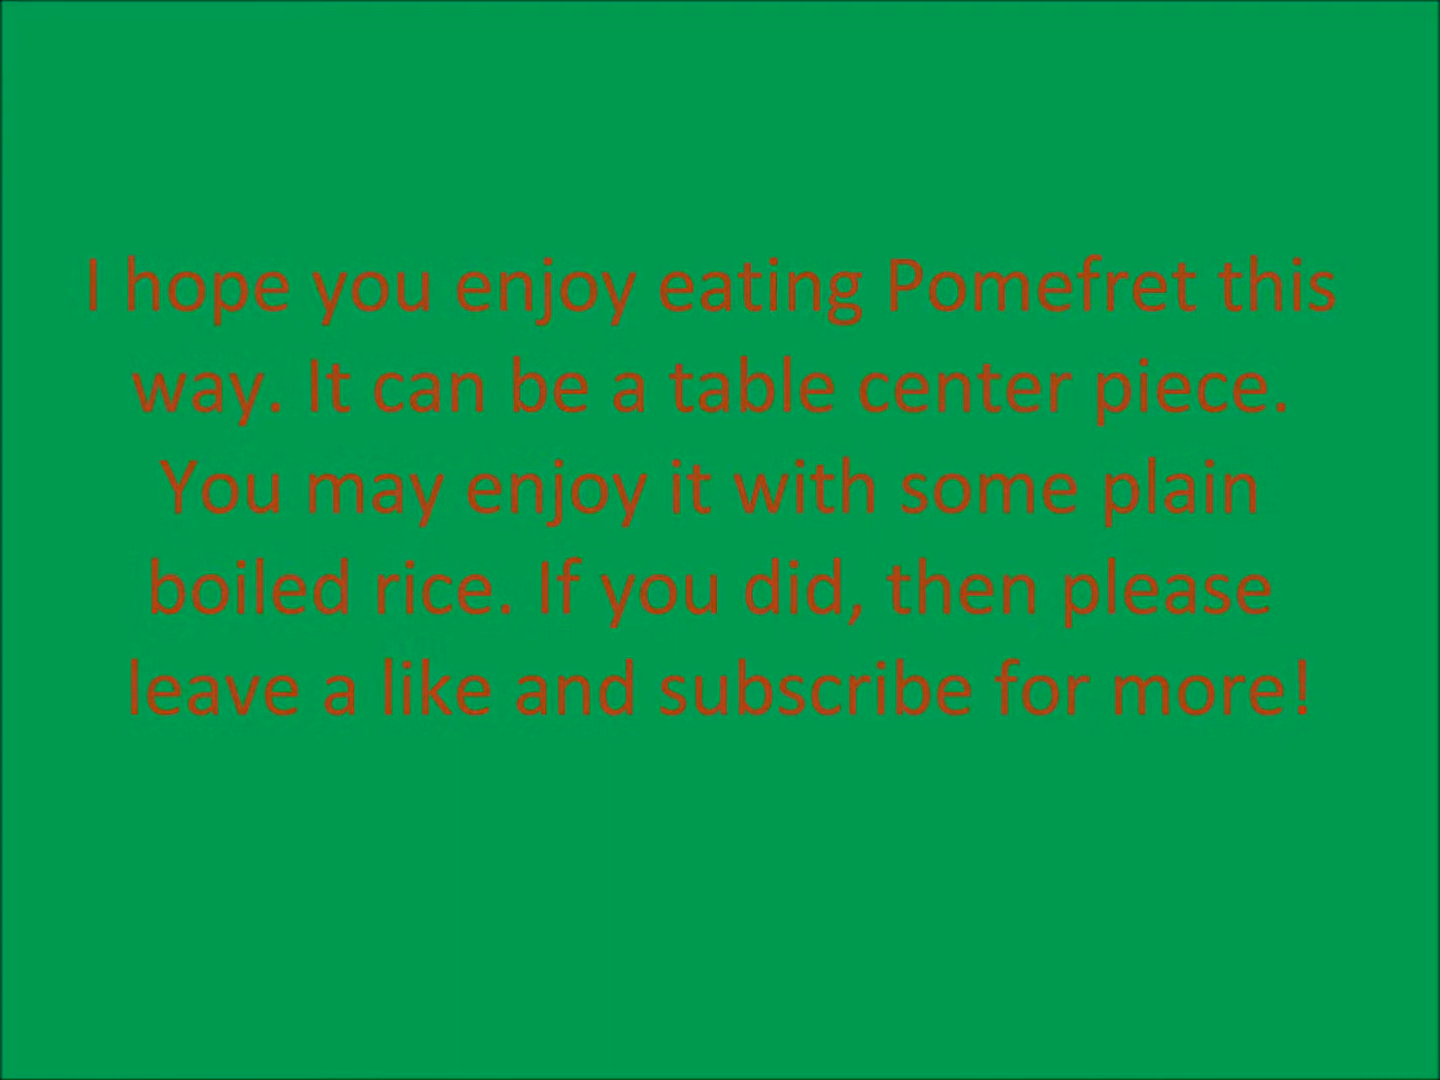 I hope you enjoy eating Pomefret this
way. It can be a table center piece.
You may enjoy it with some plain
boiled rice. If you did, then please
leave a like and subscribe for more!